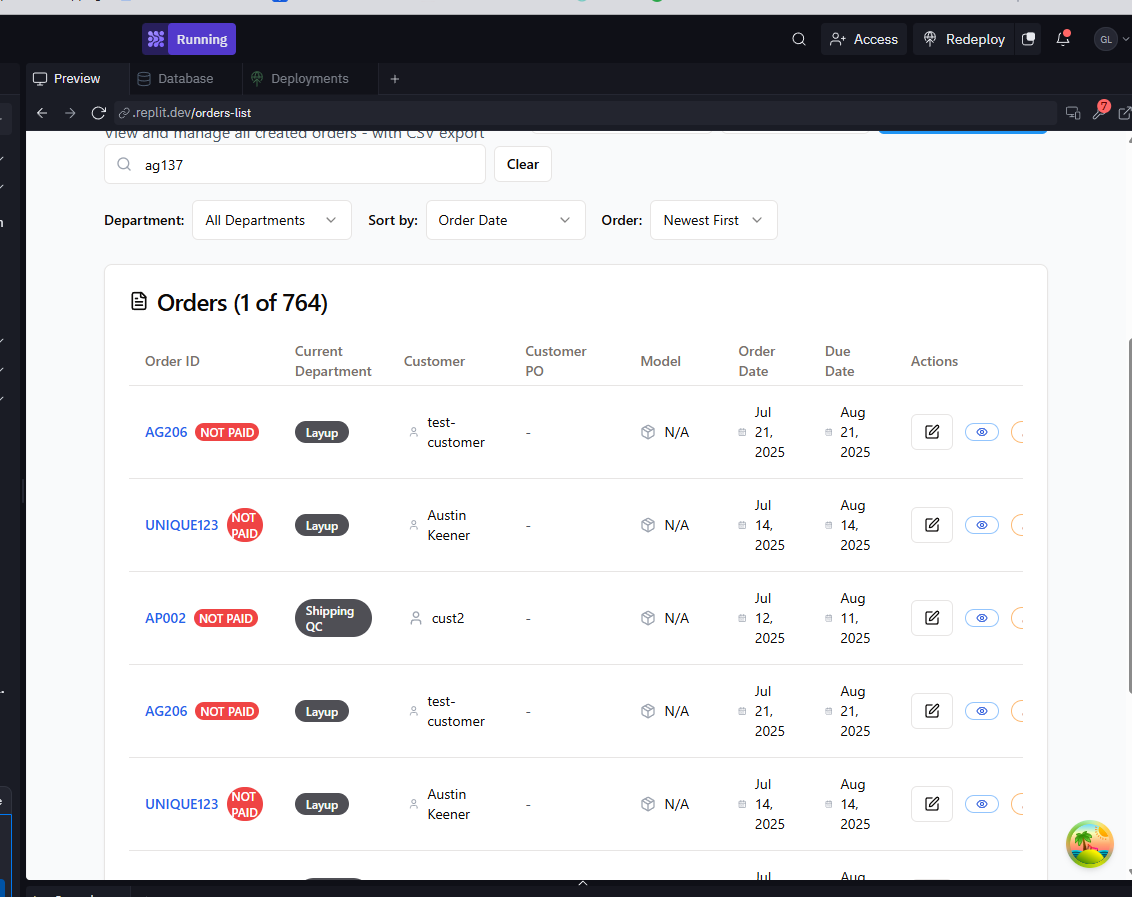 Running
Access
Redeploy
GL
Preview
Database
Deployments
+
.replit.dev/orders-list
7
View and manage all created orders - with CSV export
ag137
Clear
Department:
All Departments
Sort by:
Order Date
Order:
Newest First
Orders (1 of 764)
Order ID
Current
Department
Customer
Customer
PO
Model
Order
Date
Due
Date
Actions
AG206
NOT PAID
Layup
test-
customer
-
N/A
Jul
21,
2025
Aug
21,
2025
UNIQUE123
NOT
PAID
Layup
Austin
Keener
-
N/A
Jul
14,
2025
Aug
14,
2025
AP002
NOT PAID
Shipping
QC
cust2
-
N/A
Jul
12,
2025
Aug
11,
2025
AG206
NOT PAID
Layup
test-
customer
-
N/A
Jul
21,
2025
Aug
21,
2025
UNIQUE123
NOT
PAID
Layup
Austin
Keener
-
N/A
Jul
14,
2025
Aug
14,
2025
Jul
Aug